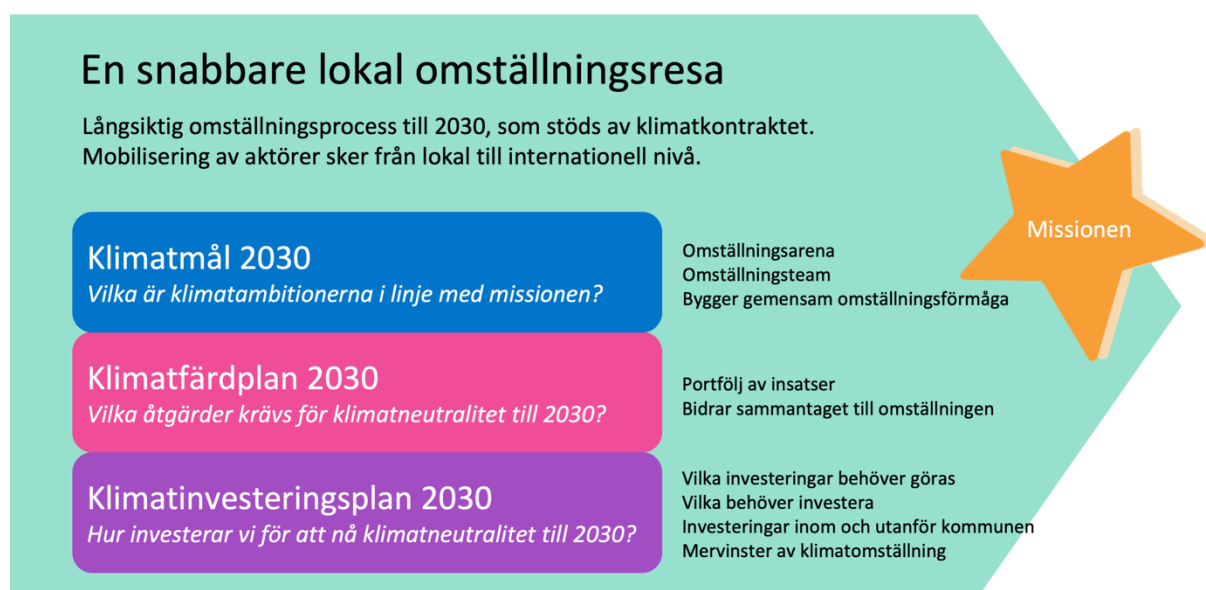 En snabbare lokal omställningsresa
Långsiktig omställningsprocess till 2030, som stöds av klimatkontraktet.
Mobilisering av aktörer sker från lokal till internationell nivå.
Missionen
Klimatmål 2030
Vilka är klimatambitionerna i linje med missionen?
Omställningsarena
Omställningsteam
Bygger gemensam omställningsförmåga
Klimatfärdplan 2030
Vilka åtgärder krävs för klimatneutralitet till 2030?
Portfölj av insatser
Bidrar sammantaget till omställningen
Klimatinvesteringsplan 2030
Hur investerar vi för att nå klimatneutralitet till 2030?
Vilka investeringar behöver göras
Vilka behöver investera
Investeringar inom och utanför kommunen
Mervinster av klimatomställning